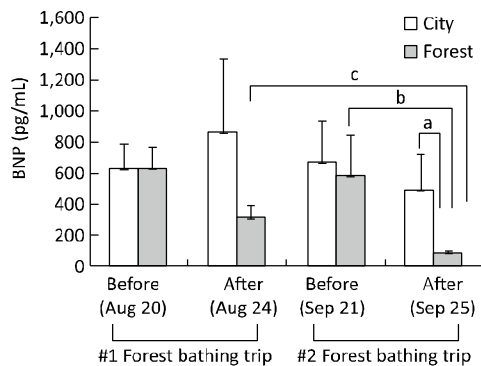 1,600
1,400
1,200
1,000
800
600
400
200
0
BNP (pg/mL)
City
Forest
c
b
a
Before
(Aug 20)
After
(Aug 24)
Before
(Sep 21)
After
(Sep 25)
#1 Forest bathing trip
#2 Forest bathing trip